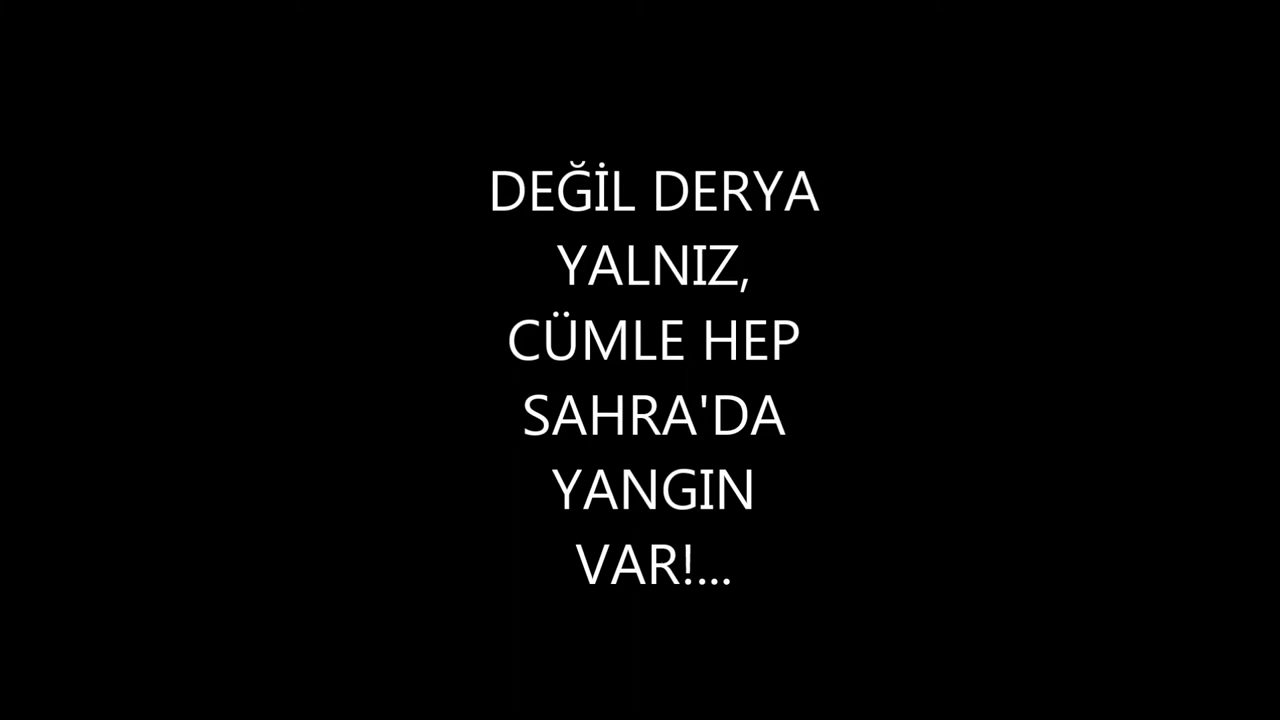 DEĞİL DERYA
YALNIZ,
CÜMLE HEP
SAHRA'DA
YANGIN
VAR!...